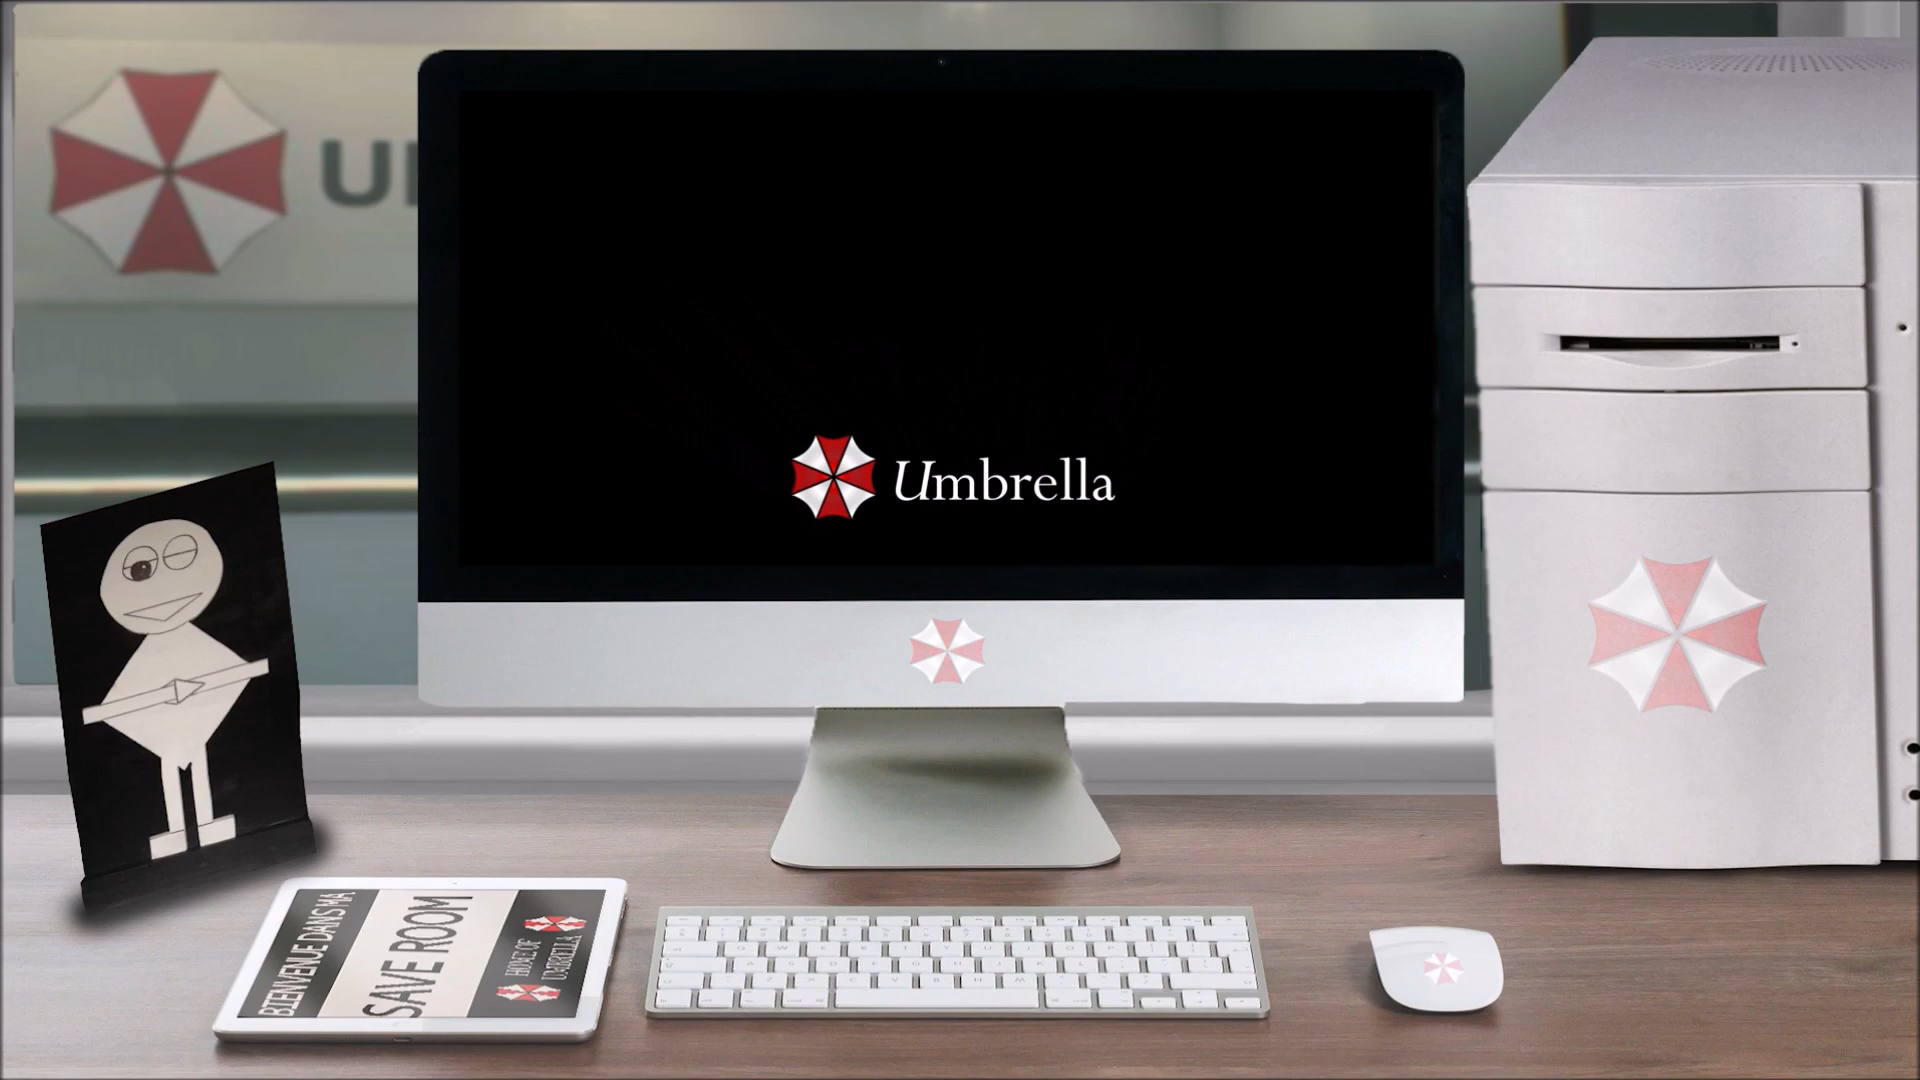 U
Umbrella
BIENVENUE DANS MA
SAVE ROOM
HOME OF
UMBRELLA